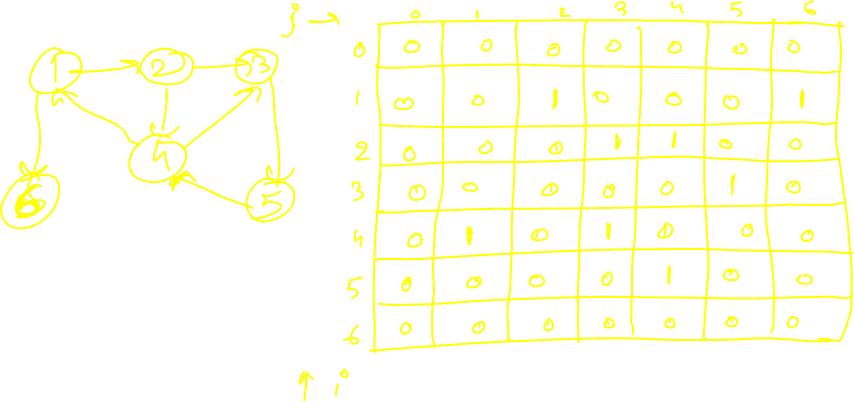 j → 0 1 2 3 4 5 6
0 0 0 0 0 0 0 0
1 0 0 1 0 0 0 1
2 0 0 0 1 1 0 0
3 0 0 0 0 0 1 0
4 0 1 0 1 0 0 0
5 0 0 0 0 1 0 0
6 0 0 0 0 0 0 0
↑ i
1 2 3
4
6 5